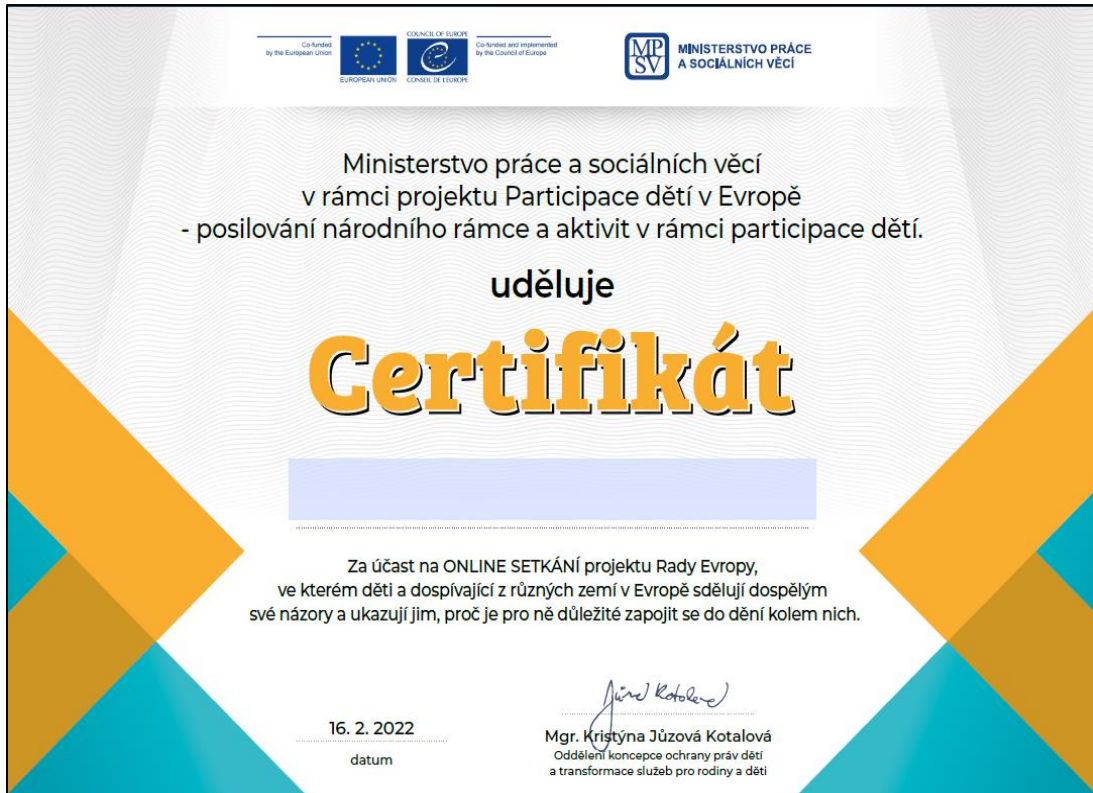 Co-funded
by the European Union
EUROPEAN UNION
COUNCIL OF EUROPE
CONSEIL DE L'EUROPE
Co-funded and implemented
by the Council of Europe
MP
SV
MINISTERSTVO PRÁCE
A SOCIÁLNÍCH VĚCÍ
Ministerstvo práce a sociálních věcí
v rámci projektu Participace dětí v Evropě
- posilování národního rámce a aktivit v rámci participace dětí.
uděluje
Certifikát
Za účast na ONLINE SETKÁNÍ projektu Rady Evropy,
ve kterém děti a dospívající z různých zemí v Evropě sdělují dospělým
své názory a ukazují jim, proč je pro ně důležité zapojit se do dění kolem nich.
16. 2. 2022
datum
Mgr. Kristýna Jůzová Kotalová
Oddělení koncepce ochrany práv dětí
a transformace služeb pro rodiny a děti